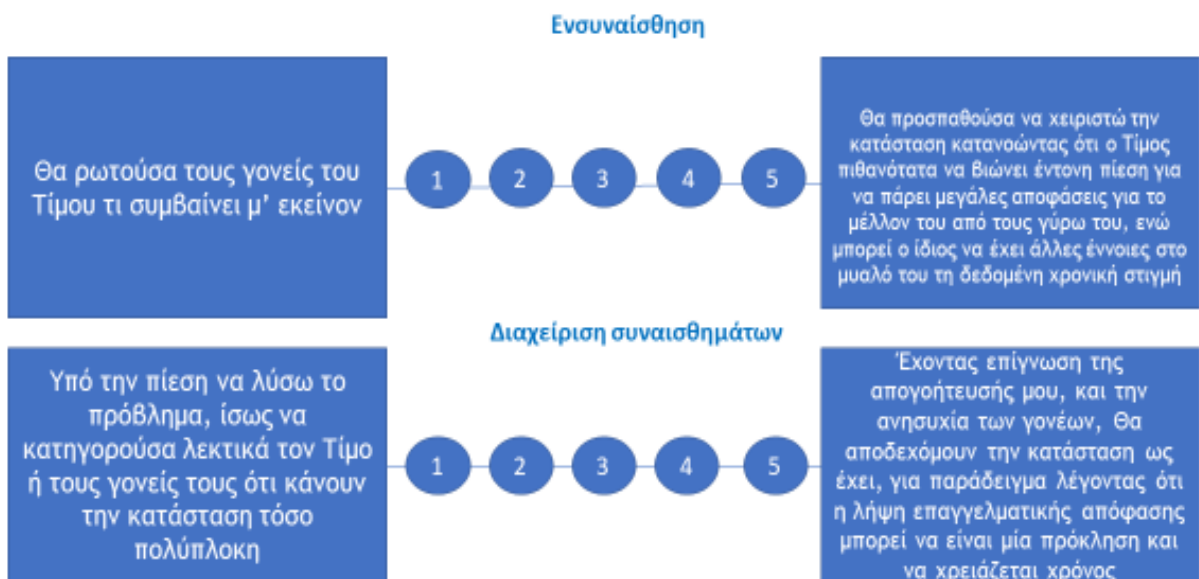 Ενσυναίσθηση
Θα ρωτούσα τους γονείς του
Τίμου τι συμβαίνει μ' εκείνον
1 2 3 4 5
Θα προσπαθούσα να χειριστώ την
κατάσταση κατανοώντας ότι ο Τίμος
πιθανότατα να βιώνει έντονη πίεση για
να πάρει μεγάλες αποφάσεις για το
μέλλον του από τους γύρω του, ενώ
μπορεί ο ίδιος να έχει άλλες έννοιες στο
μυαλό του τη δεδομένη χρονική στιγμή
Διαχείριση συναισθημάτων
Υπό την πίεση να λύσω το
πρόβλημα, ίσως να
κατηγορούσα λεκτικά τον Τίμο
ή τους γονείς τους ότι κάνουν
την κατάσταση τόσο
πολύπλοκη
1 2 3 4 5
Έχοντας επίγνωση της
απογοήτευσής μου, και την
ανησυχία των γονέων, Θα
αποδεχόμουν την κατάσταση ως
έχει, για παράδειγμα λέγοντας ότι
η λήψη επαγγελματικής απόφασης
μπορεί να είναι μία πρόκληση και
να χρειάζεται χρόνος